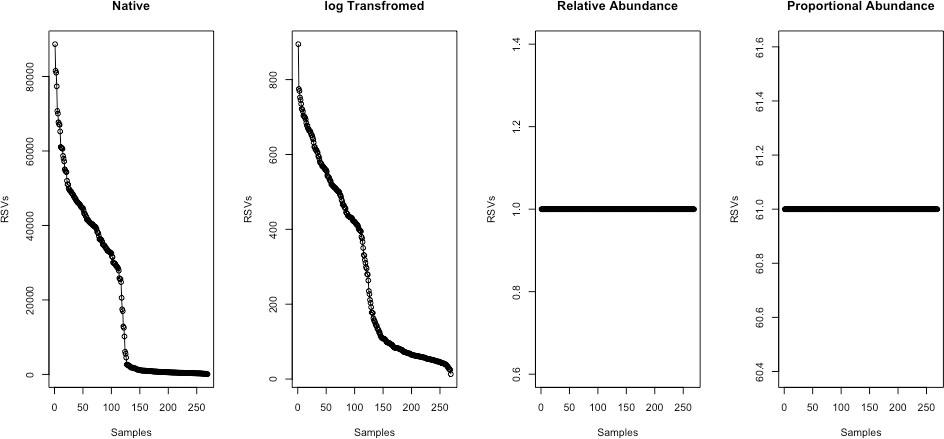 Native
RSVs
80000
60000
40000
20000
0
0 50 100 150 200 250
Samples
log Transfromed
RSVs
800
600
400
200
0
0 50 100 150 200 250
Samples
Relative Abundance
RSVs
1.4
1.2
1.0
0.8
0.6
0 50 100 150 200 250
Samples
Proportional Abundance
RSVs
61.6
61.4
61.2
61.0
60.8
60.6
60.4
0 50 100 150 200 250
Samples